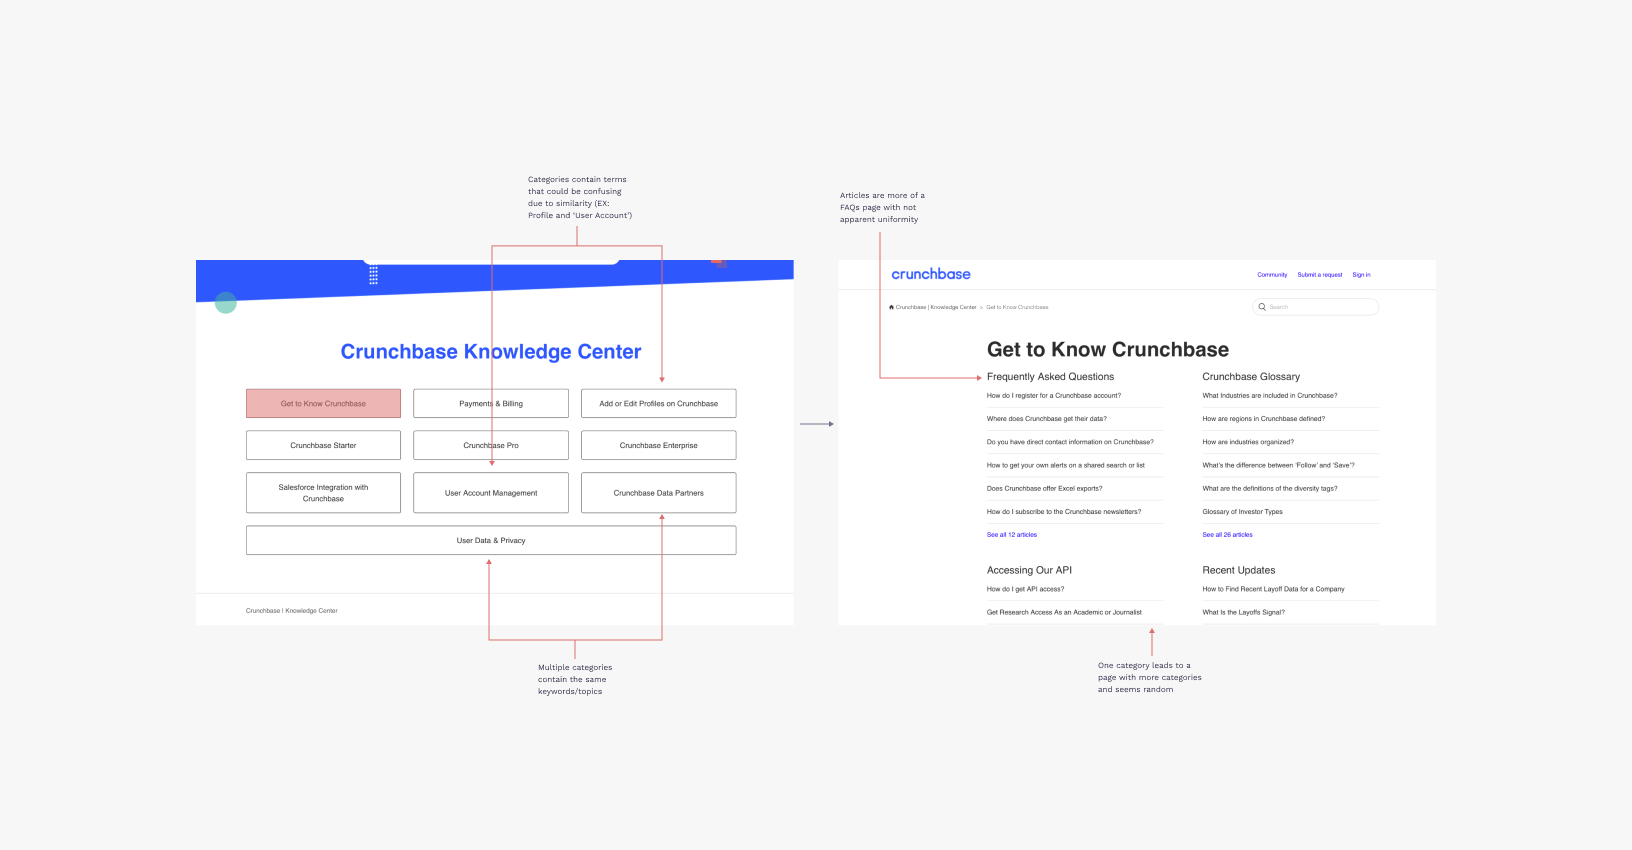 Categories contain terms
that could be confusing
due to similarity (EX:
Profile and 'User Account')
Crunchbase Knowledge Center
Get to Know Crunchbase
Payments & Billing
Add or Edit Profiles on Crunchbase
Crunchbase Starter
Crunchbase Pro
Crunchbase Enterprise
Salesforce Integration with
Crunchbase
User Account Management
Crunchbase Data Partners
User Data & Privacy
Crunchbase | Knowledge Center
Multiple categories
contain the same
keywords/topics
Articles are more of a
FAQs page with not
apparent uniformity
crunchbase
Community Submit a request Sign in
Crunchbase | Knowledge Center > Get to Know Crunchbase
Search
Get to Know Crunchbase
Frequently Asked Questions
How do I register for a Crunchbase account?
Where does Crunchbase get their data?
Do you have direct contact information on Crunchbase?
How to get your own alerts on a shared search or list
Does Crunchbase offer Excel exports?
How do I subscribe to the Crunchbase newsletters?
See all 12 articles
Crunchbase Glossary
What Industries are included in Crunchbase?
How are regions in Crunchbase defined?
How are industries organized?
What's the difference between 'Follow' and 'Save'?
What are the definitions of the diversity tags?
Glossary of Investor Types
See all 26 articles
Accessing Our API
How do I get API access?
Get Research Access As an Academic or Journalist
Recent Updates
How to Find Recent Layoff Data for a Company
What Is the Layoffs Signal?
One category leads to a
page with more categories
and seems random